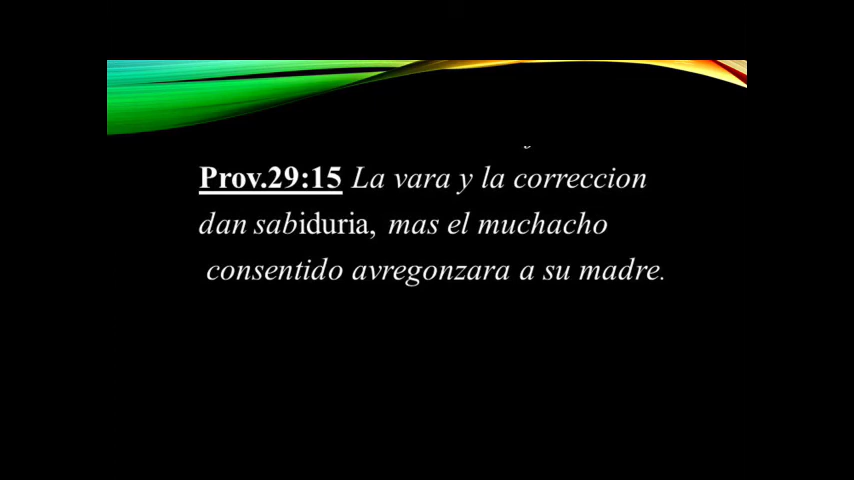 Prov.29:15 La vara y la correccion
dan sabiduria, mas el muchacho
consentido avregonzara a su madre.